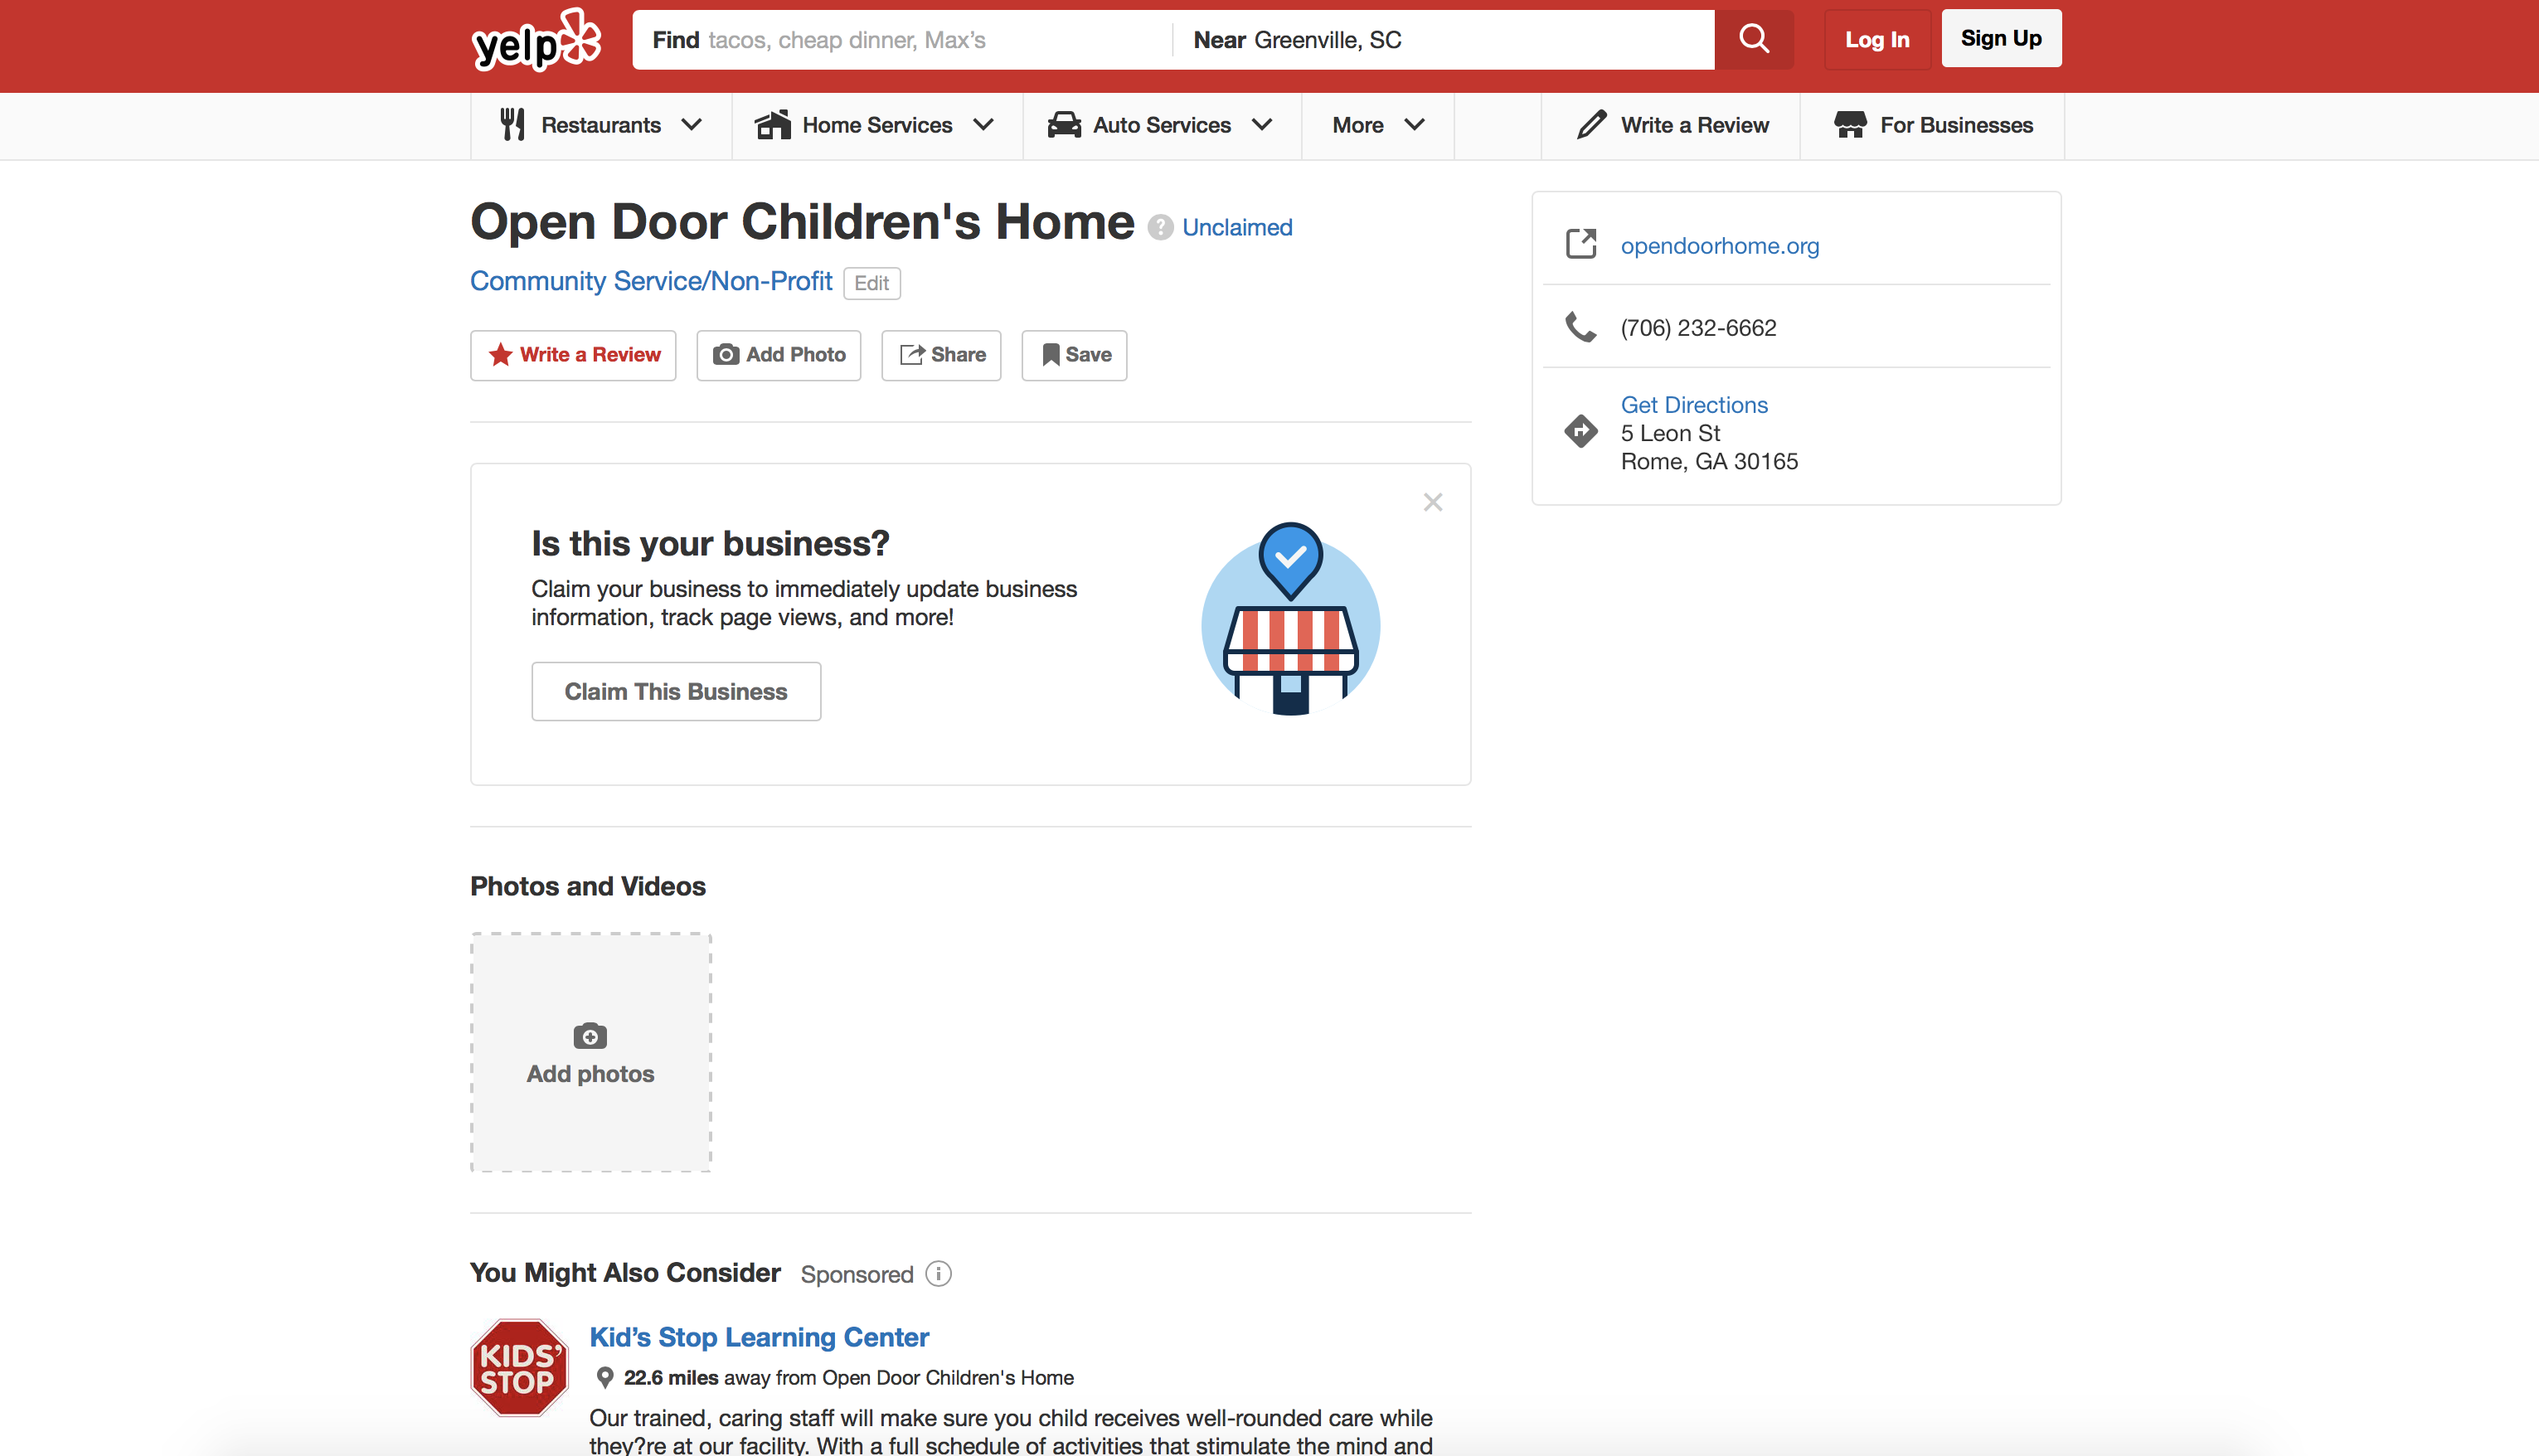 yelp
Find tacos, cheap dinner, Max's
Near Greenville, SC
Log In
Sign Up
Restaurants
Home Services
Auto Services
More
Write a Review
For Businesses
Open Door Children's Home
? Unclaimed
Community Service/Non-Profit
Edit
Write a Review
Add Photo
Share
Save
opendoorhome.org
(706) 232-6662
Get Directions
5 Leon St
Rome, GA 30165
Is this your business?
Claim your business to immediately update business
information, track page views, and more!
Claim This Business
Photos and Videos
Add photos
You Might Also Consider
Sponsored
KIDS'
STOP
Kid's Stop Learning Center
22.6 miles away from Open Door Children's Home
Our trained, caring staff will make sure you child receives well-rounded care while
they?re at our facility. With a full schedule of activities that stimulate the mind and